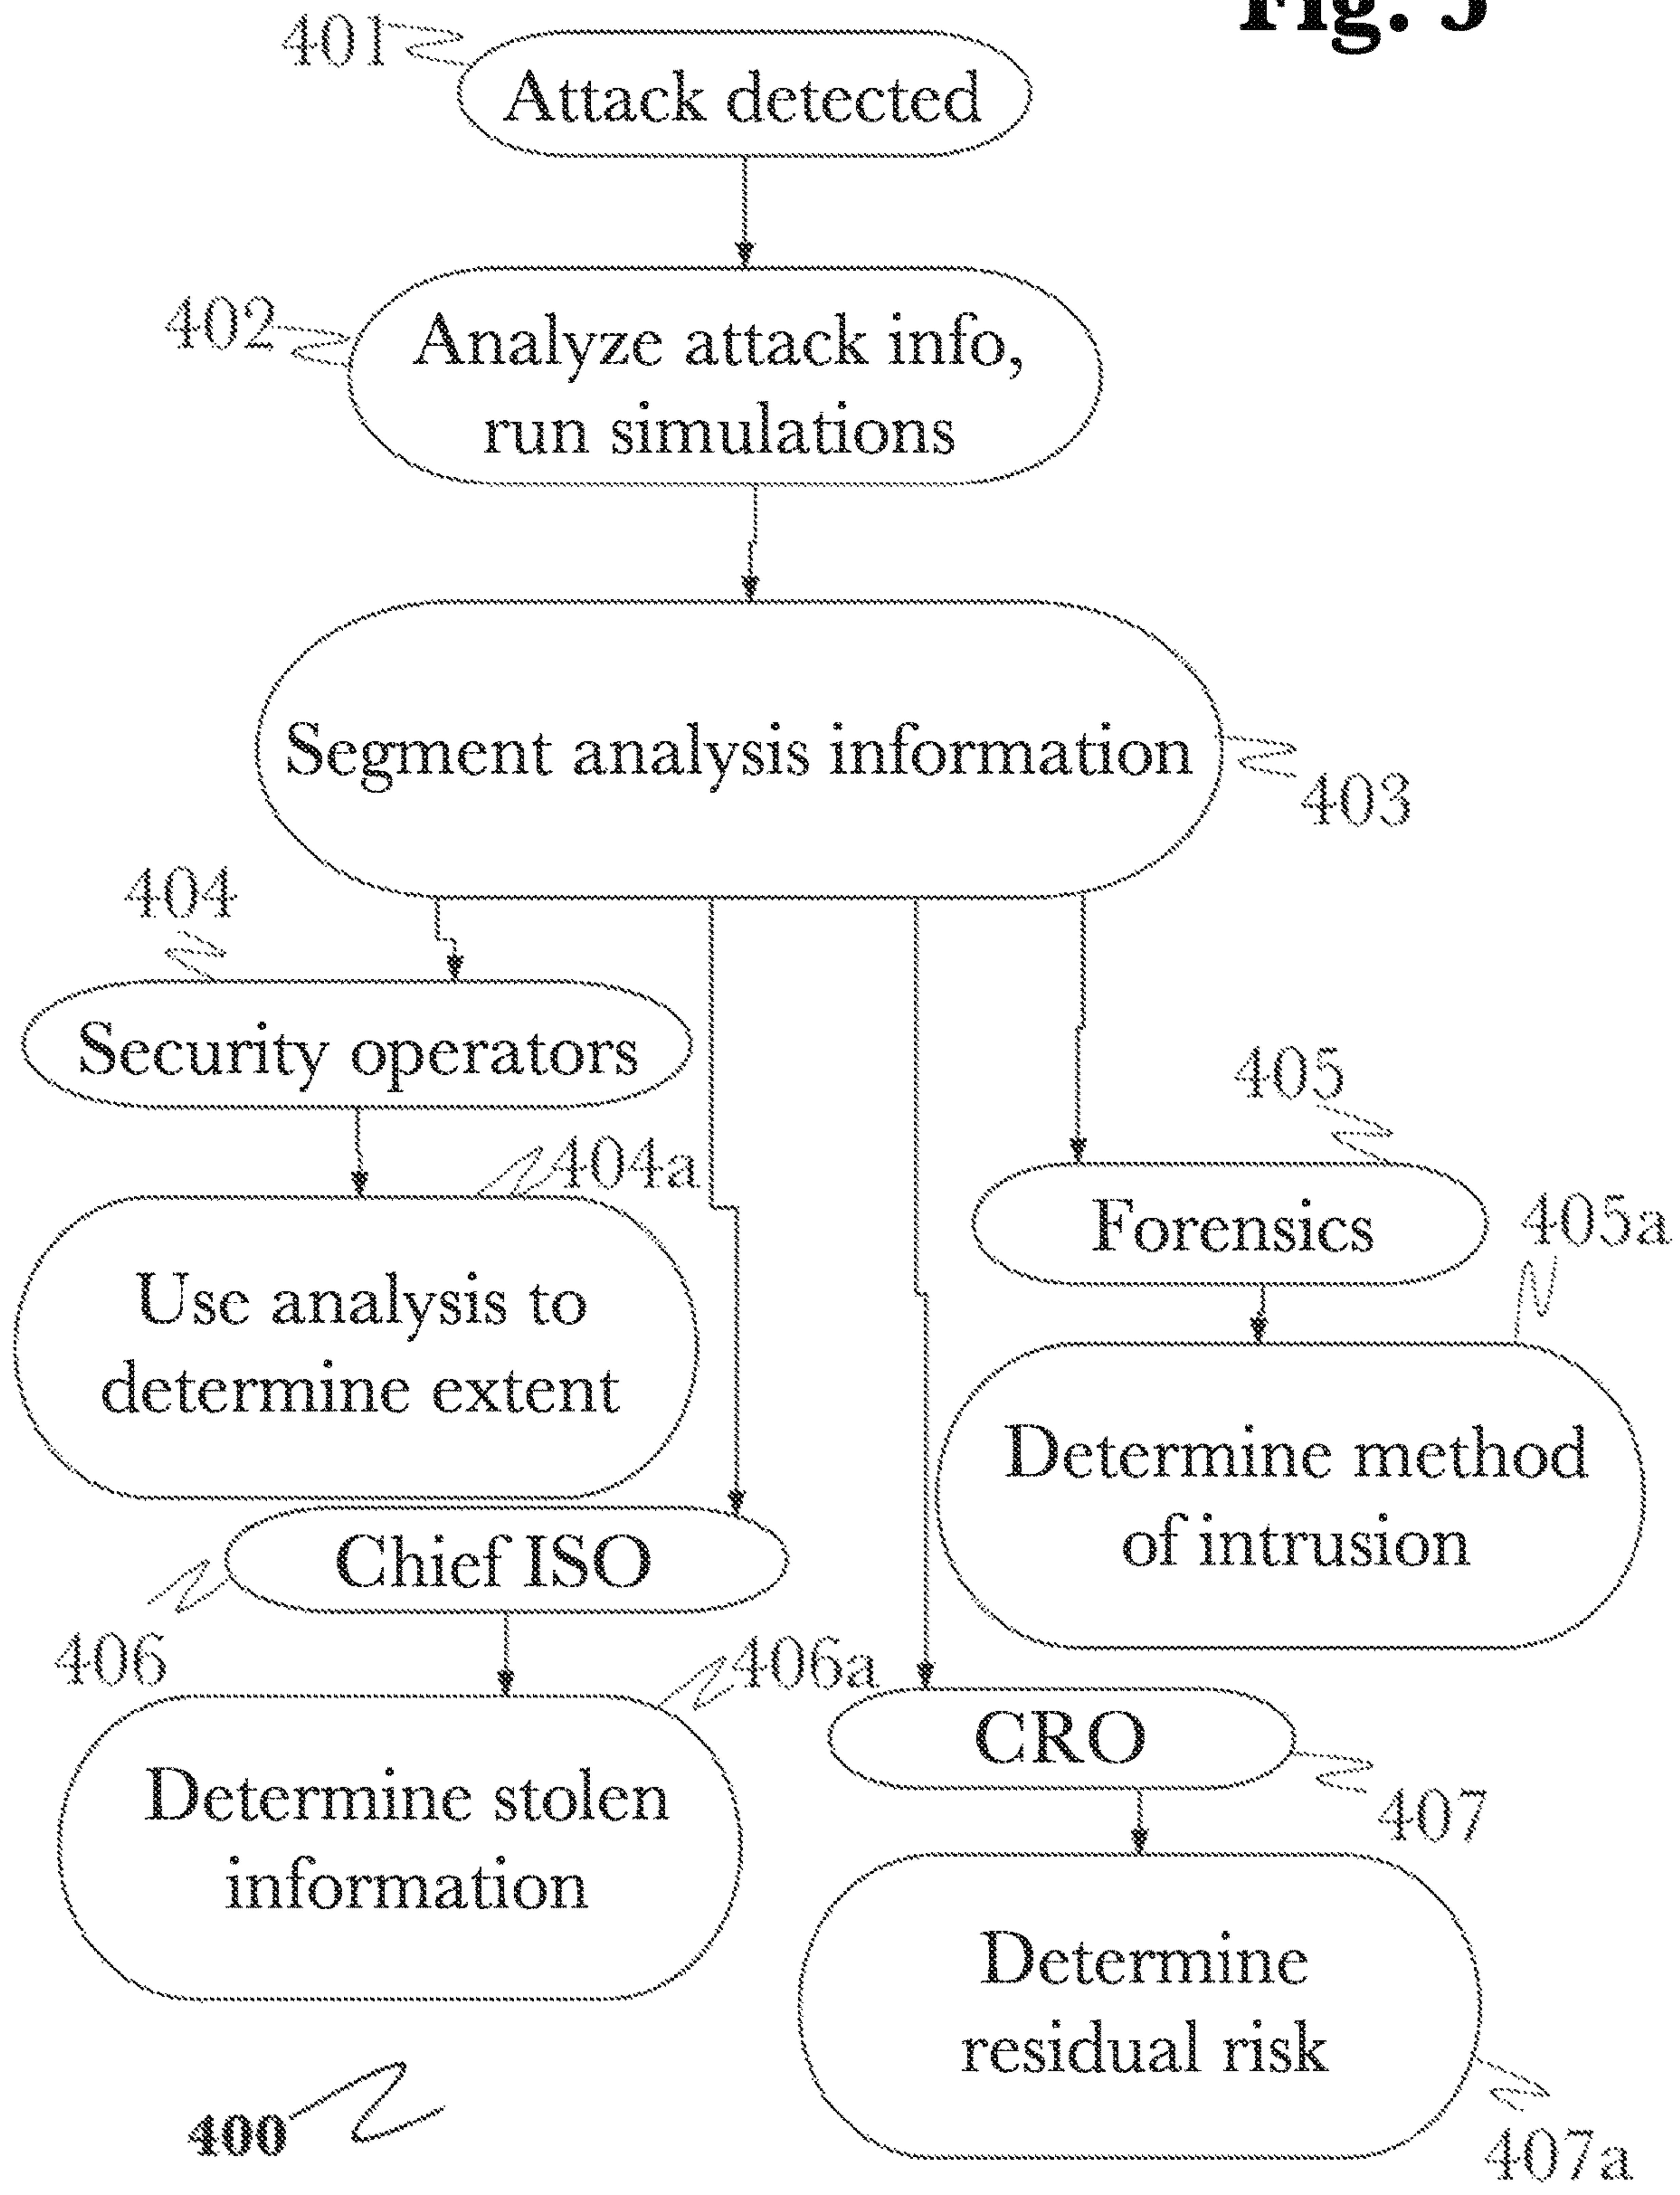 Fig. 5
401
Attack detected
402
Analyze attack info,
run simulations
Segment analysis information
403
404
Security operators
404a
405
Forensics
405a
Use analysis to
determine extent
Determine method
of intrusion
Chief ISO
406
406a
CRO
407
Determine stolen
information
Determine
residual risk
400
407a